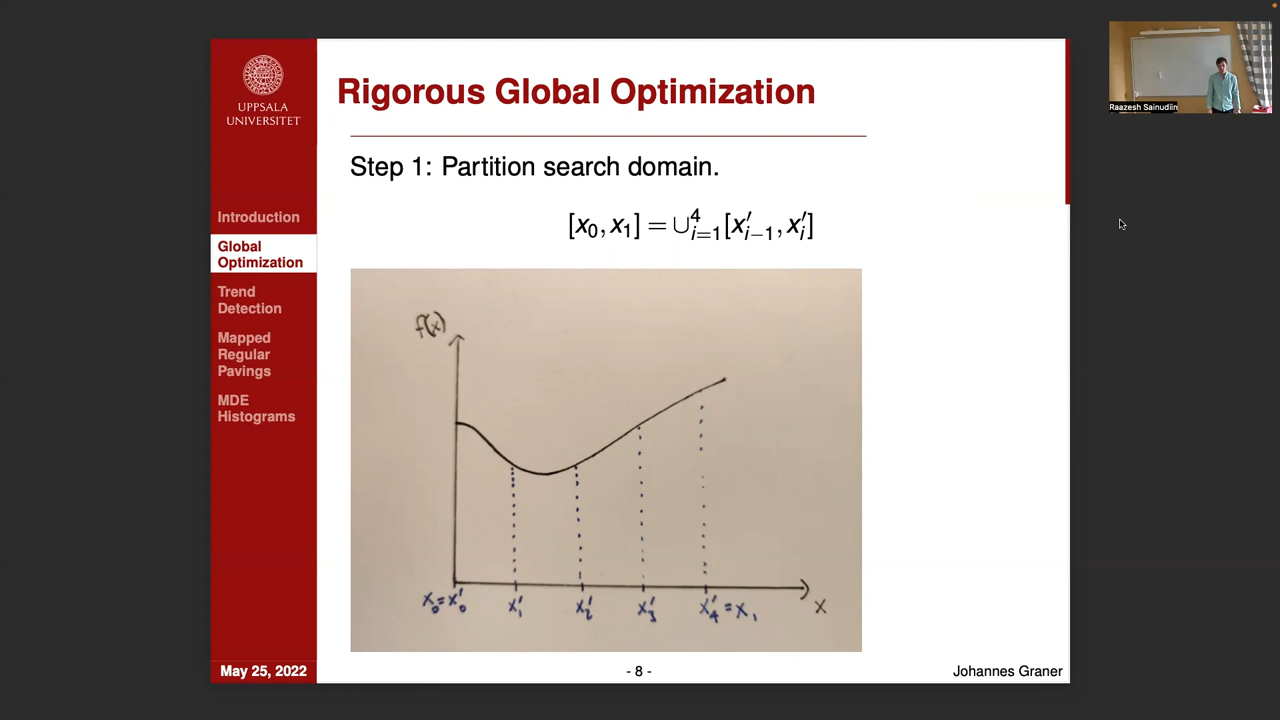 Rigorous Global Optimization
UPPSALA
UNIVERSITET
Raazesh Sainudiin
Step 1: Partition search domain.
[x₀, x₁] = ∪⁴ᵢ₌₁[x′ᵢ₋₁, x′ᵢ]
Introduction
Global
Optimization
Trend
Detection
Mapped
Regular
Pavings
MDE
Histograms
f(x)
x₀=x′₀ x′₁ x′₂ x′₃ x′₄=x₁ x
May 25, 2022
- 8 -
Johannes Graner